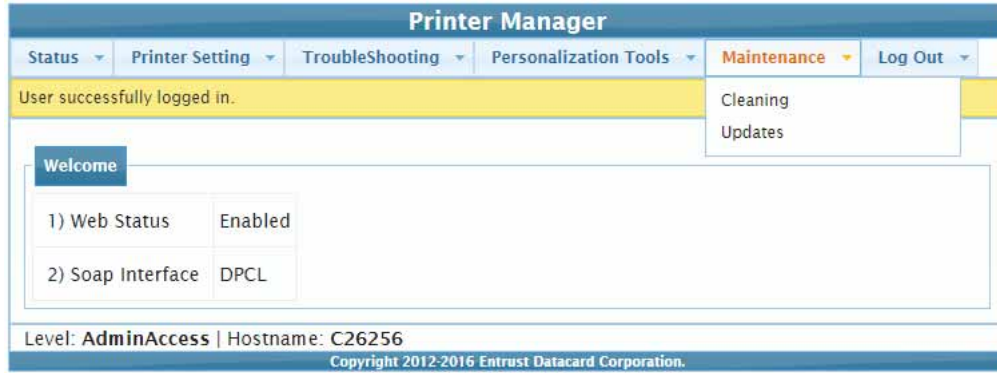 Printer Manager
Status Printer Setting TroubleShooting Personalization Tools Maintenance Log Out
User successfully logged in.
Cleaning
Updates
Welcome
1) Web Status Enabled
2) Soap Interface DPCL
Level: AdminAccess | Hostname: C26256
Copyright 2012-2016 Entrust Datacard Corporation.